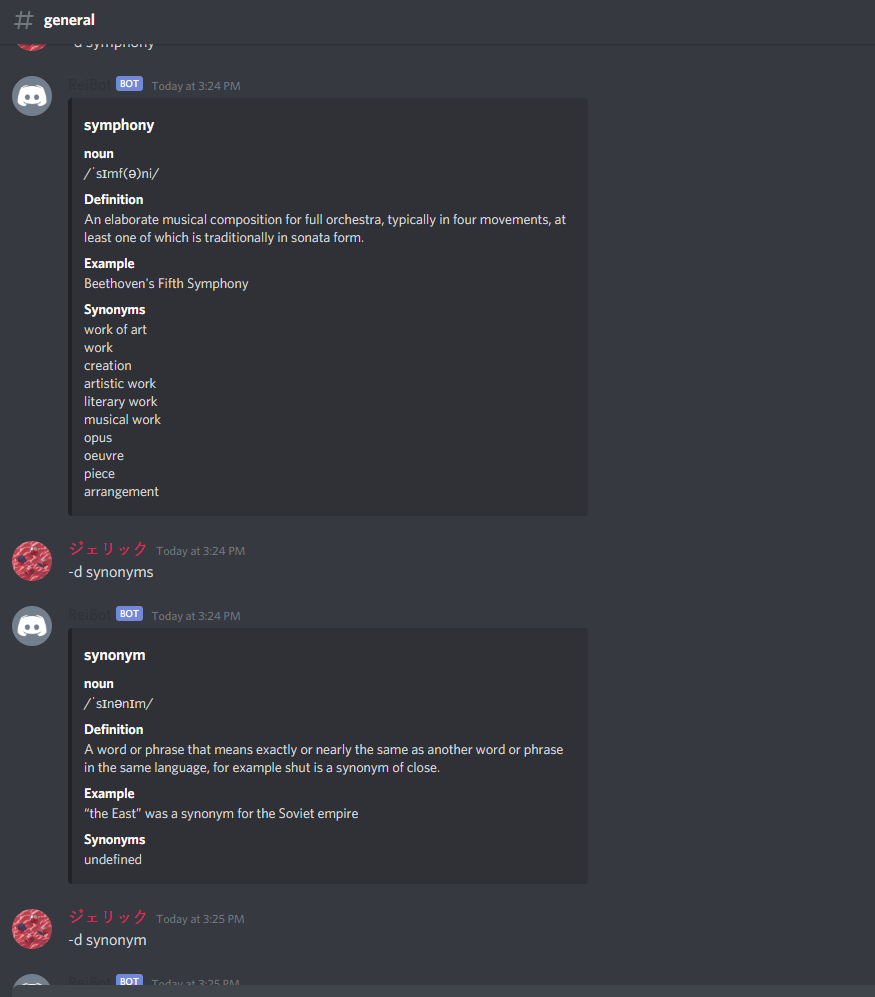 # general
-d symphony
ReiBot BOT Today at 3:24 PM
symphony
noun
/ˈsɪmf(ə)ni/
Definition
An elaborate musical composition for full orchestra, typically in four movements, at
least one of which is traditionally in sonata form.
Example
Beethoven's Fifth Symphony
Synonyms
work of art
work
creation
artistic work
literary work
musical work
opus
oeuvre
piece
arrangement
ジェリック Today at 3:24 PM
-d synonyms
ReiBot BOT Today at 3:24 PM
synonym
noun
/ˈsɪnənɪm/
Definition
A word or phrase that means exactly or nearly the same as another word or phrase
in the same language, for example shut is a synonym of close.
Example
“the East” was a synonym for the Soviet empire
Synonyms
undefined
ジェリック Today at 3:25 PM
-d synonym
ReiBot BOT Today at 3:25 PM